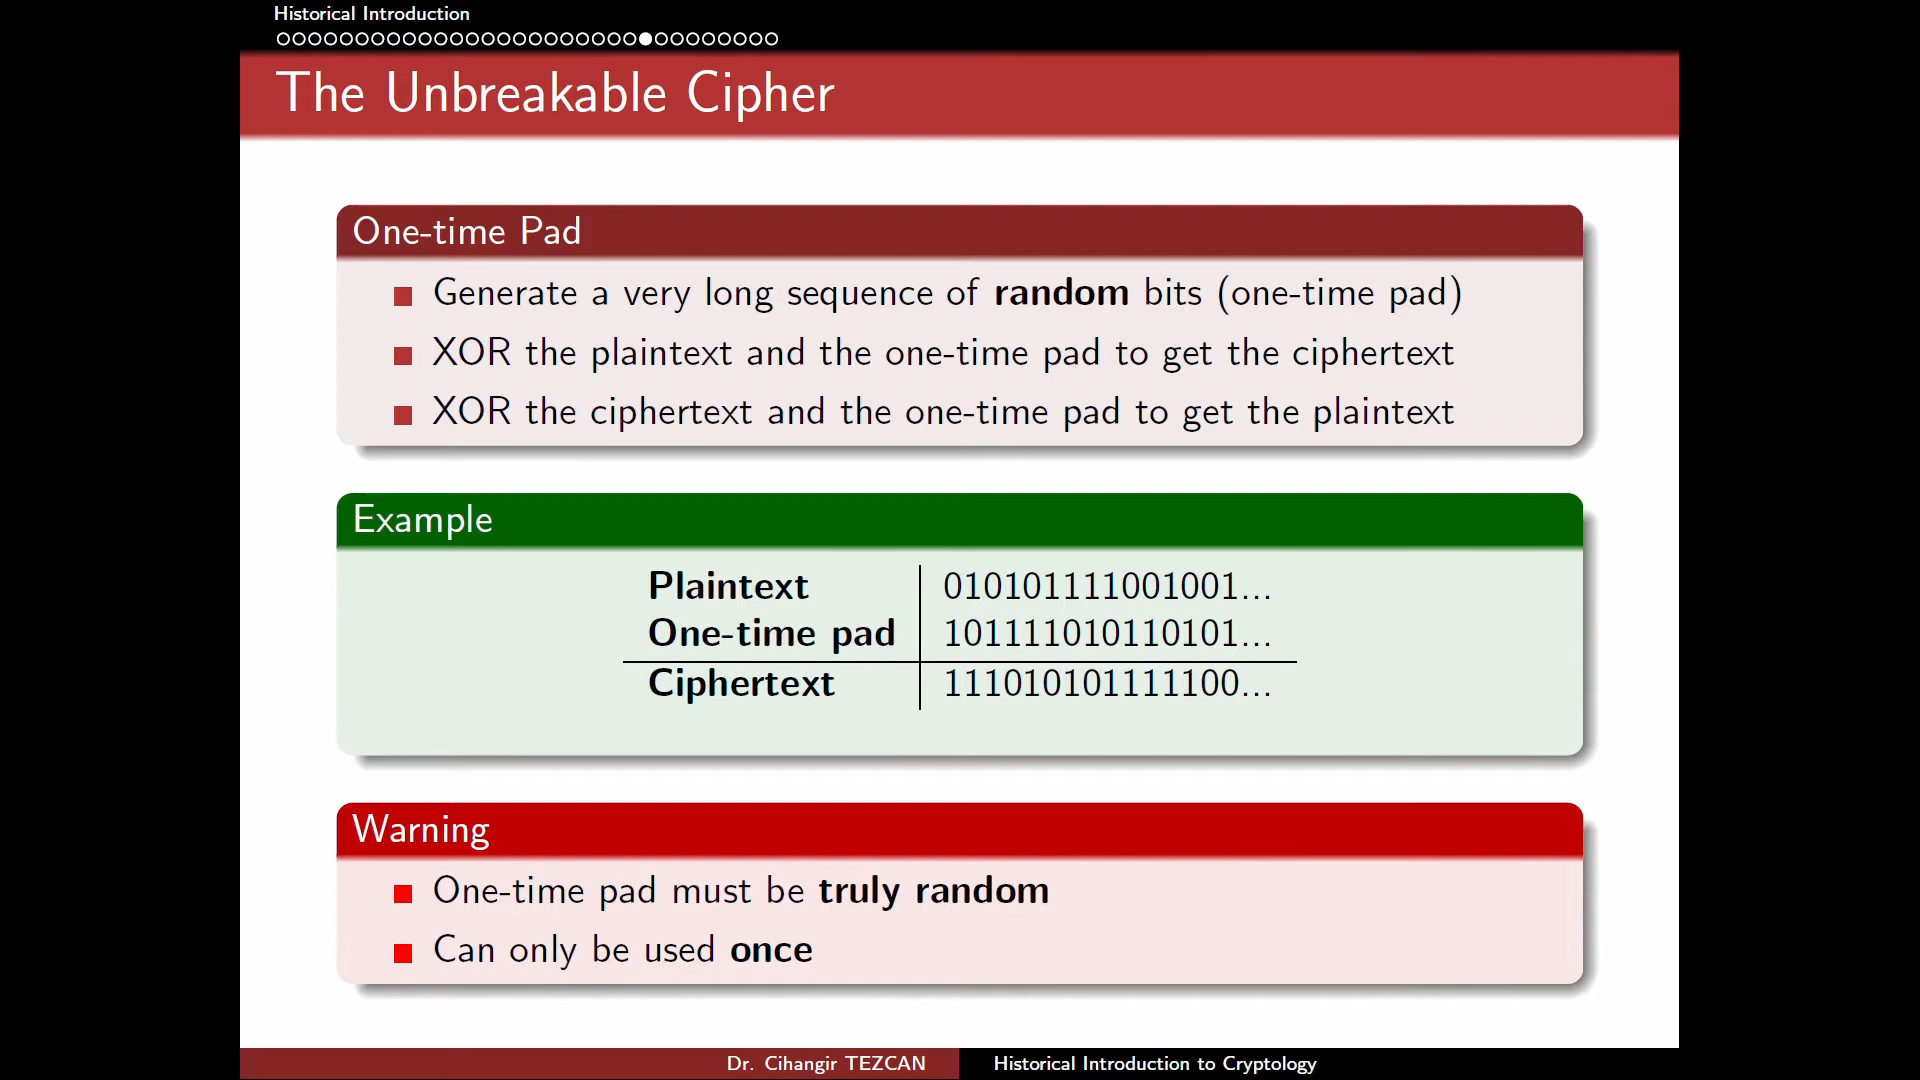 Historical Introduction
The Unbreakable Cipher
One-time Pad
Generate a very long sequence of random bits (one-time pad)
XOR the plaintext and the one-time pad to get the ciphertext
XOR the ciphertext and the one-time pad to get the plaintext
Example
Plaintext 010101111001001...
One-time pad 101111010110101...
Ciphertext 111010101111100...
Warning
One-time pad must be truly random
Can only be used once
Dr. Cihangir TEZCAN Historical Introduction to Cryptology